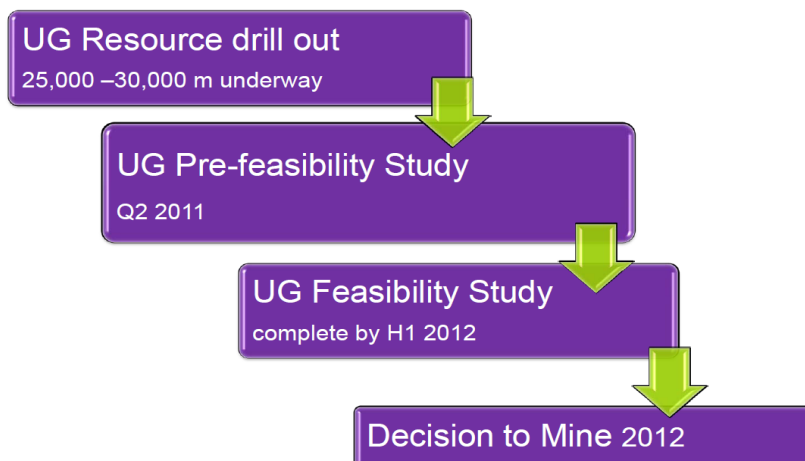 UG Resource drill out
25,000 –30,000 m underway
UG Pre-feasibility Study
Q2 2011
UG Feasibility Study
complete by H1 2012
Decision to Mine 2012